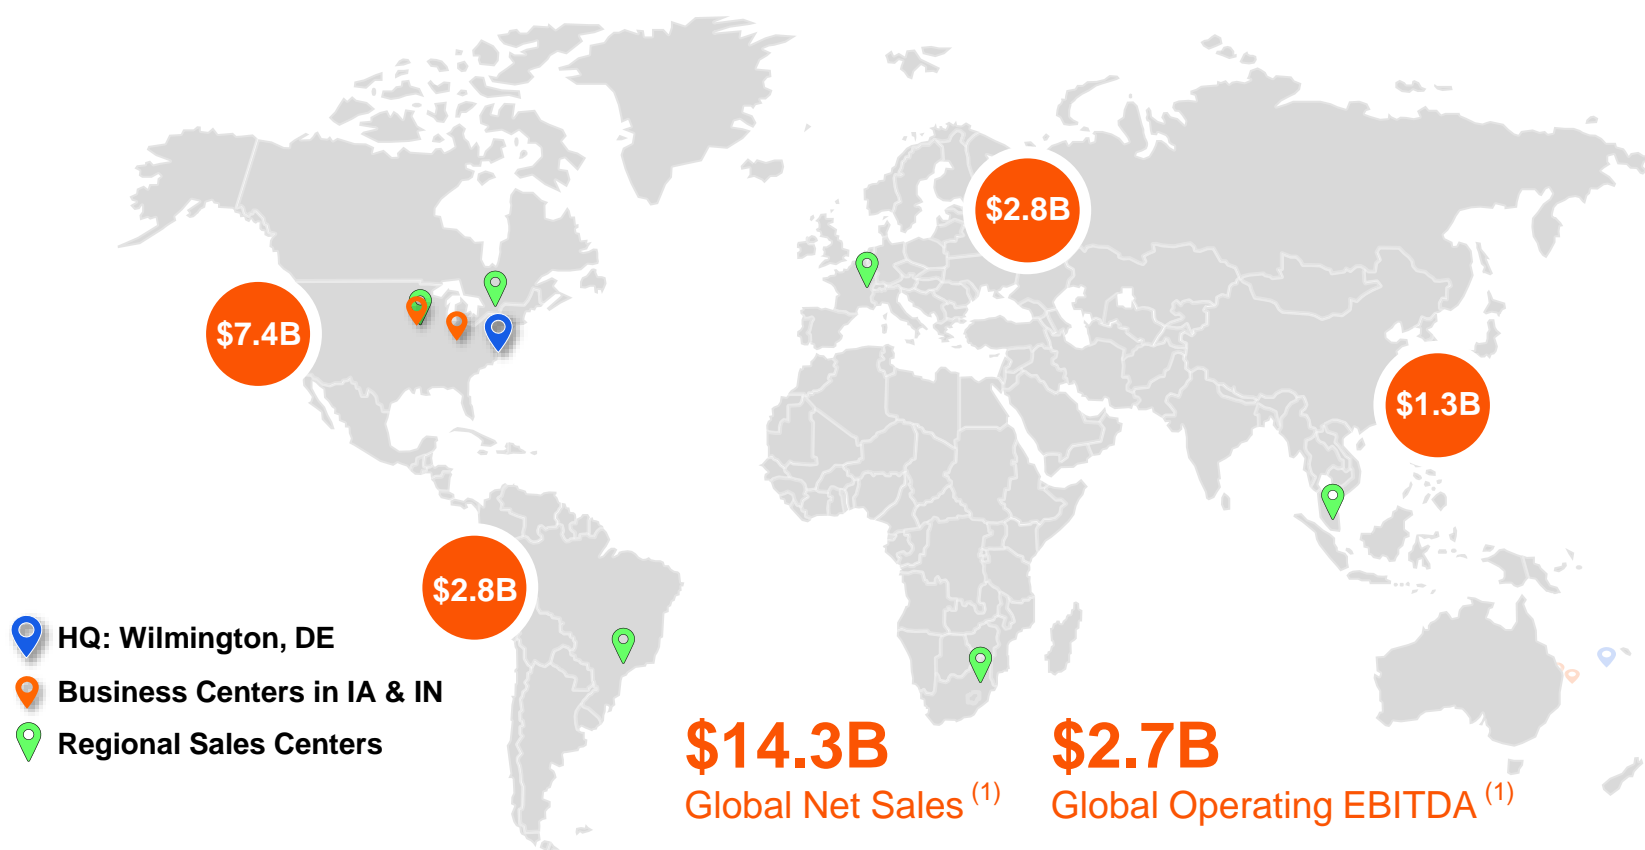 $2.8B
$7.4B
$1.3B
$2.8B
HQ: Wilmington, DE
Business Centers in IA & IN
Regional Sales Centers
$14.3B
Global Net Sales (1)
$2.7B
Global Operating EBITDA (1)